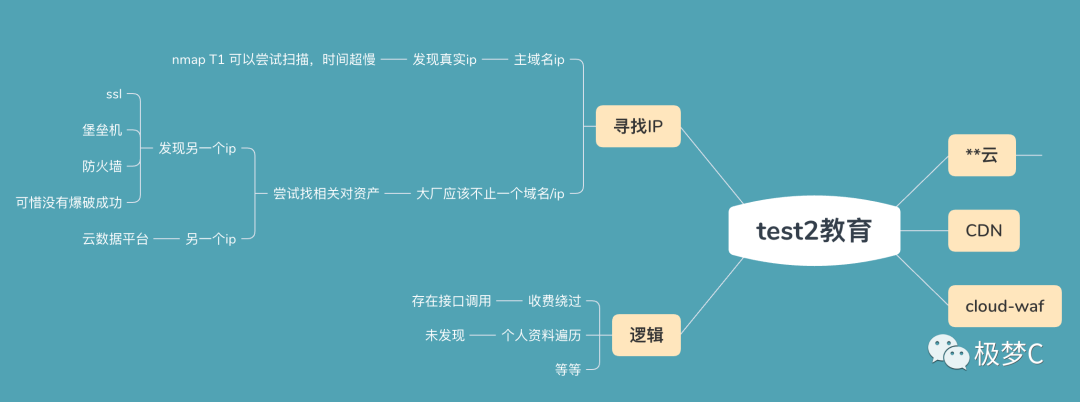 nmap T1 可以尝试扫描，时间超慢
发现真实ip
主域名ip
ssl
堡垒机
防火墙
可惜没有爆破成功
发现另一个ip
云数据平台
另一个ip
尝试找相关对资产
大厂应该不止一个域名/ip
寻找IP
存在接口调用
收费绕过
未发现
个人资料遍历
等等
逻辑
test2教育
**云
CDN
cloud-waf
极梦C